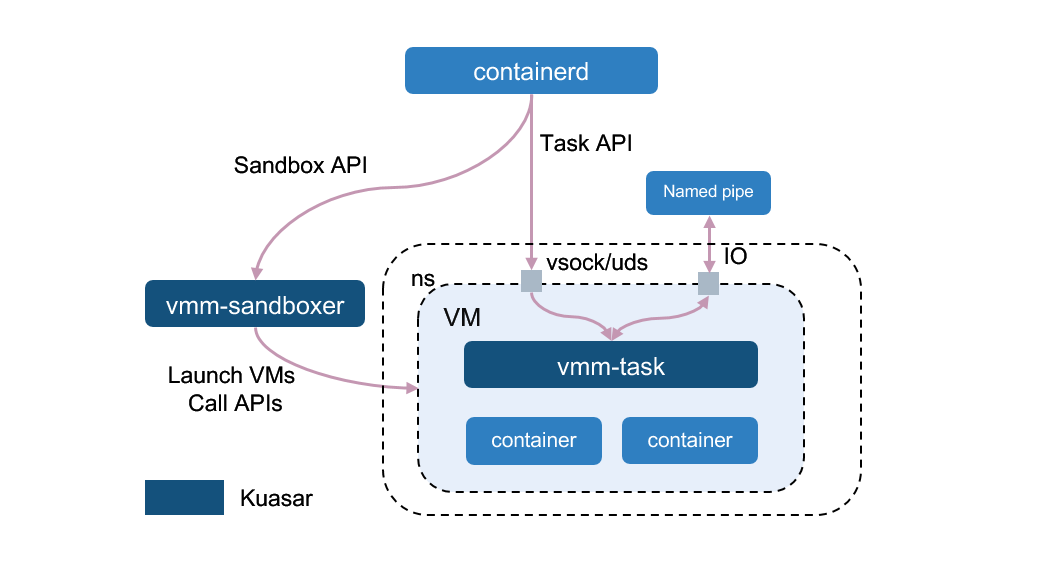 containerd
Task API
Sandbox API
Named pipe
IO
vsock/uds
ns
vmm-sandboxer
VM
vmm-task
Launch VMs
Call APIs
container
container
Kuasar